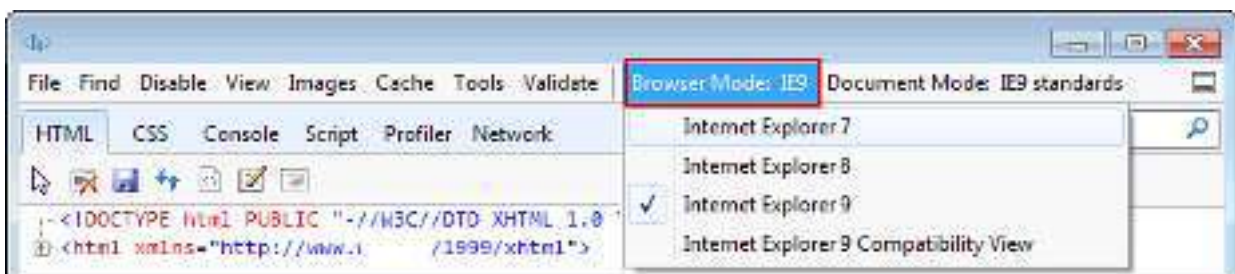 File Find Disable View Images Cache Tools Validate Browser Mode: IE9 Document Mode: IE9 standards
HTML CSS Console Script Profiler Network
Internet Explorer 7
Internet Explorer 8
Internet Explorer 9
Internet Explorer 9 Compatibility View
<!DOCTYPE html PUBLIC "-//W3C//DTD XHTML 1.0
<html xmlns="http://www. /1999/xhtml">